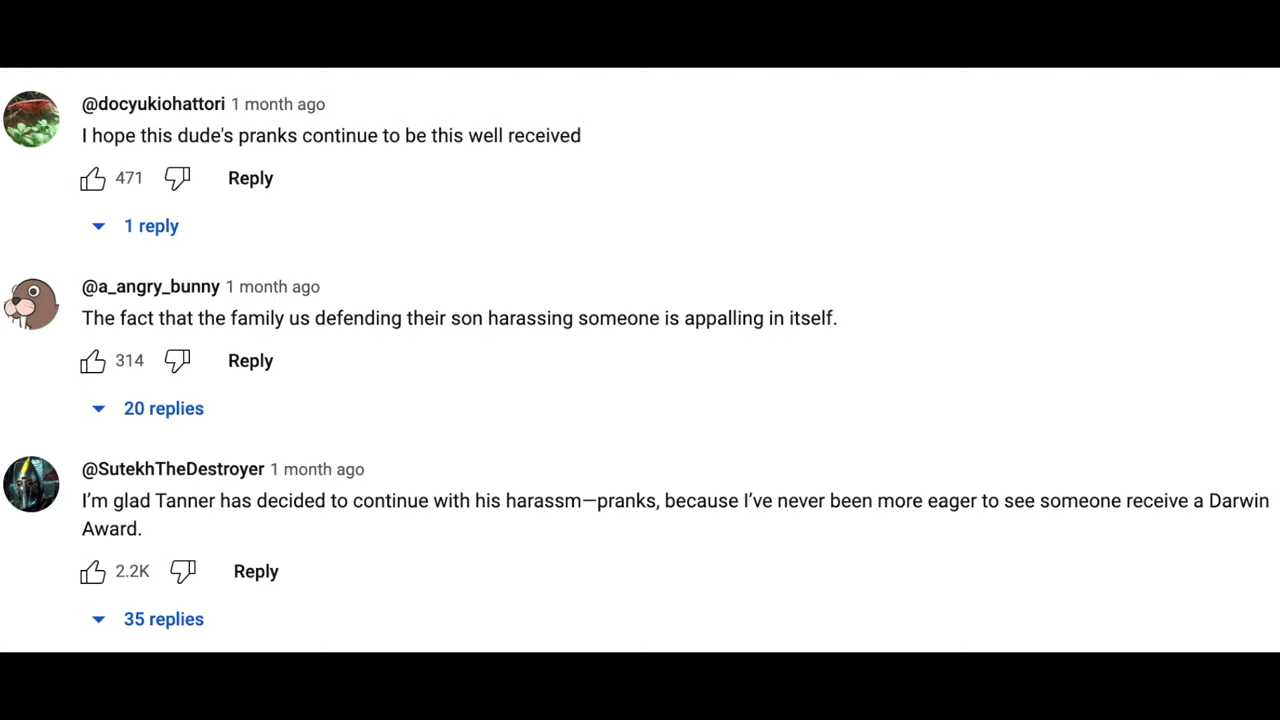 @docyukiohattori 1 month ago
I hope this dude's pranks continue to be this well received
471 Reply
1 reply
@a_angry_bunny 1 month ago
The fact that the family us defending their son harassing someone is appalling in itself.
314 Reply
20 replies
@SutekhTheDestroyer 1 month ago
I’m glad Tanner has decided to continue with his harassm—pranks, because I’ve never been more eager to see someone receive a Darwin
Award.
2.2K Reply
35 replies